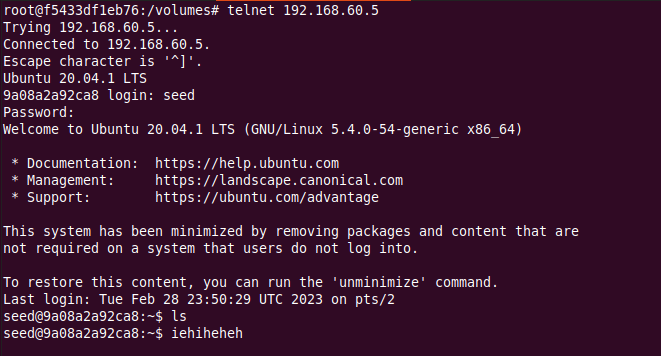 root@f5433df1eb76:/volumes# telnet 192.168.60.5
Trying 192.168.60.5...
Connected to 192.168.60.5.
Escape character is '^]'.
Ubuntu 20.04.1 LTS
9a08a2a92ca8 login: seed
Password:
Welcome to Ubuntu 20.04.1 LTS (GNU/Linux 5.4.0-54-generic x86_64)
* Documentation:  https://help.ubuntu.com
* Management:     https://landscape.canonical.com
* Support:        https://ubuntu.com/advantage
This system has been minimized by removing packages and content that are
not required on a system that users do not log into.
To restore this content, you can run the 'unminimize' command.
Last login: Tue Feb 28 23:50:29 UTC 2023 on pts/2
seed@9a08a2a92ca8:~$ ls
seed@9a08a2a92ca8:~$ iehiheheh